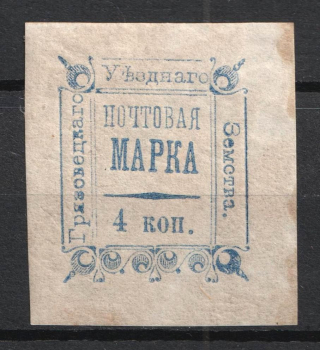 Грязовецкаго
Уѣзднаго
Земства.
ПОЧТОВАЯ
МАРКА
4 коп.